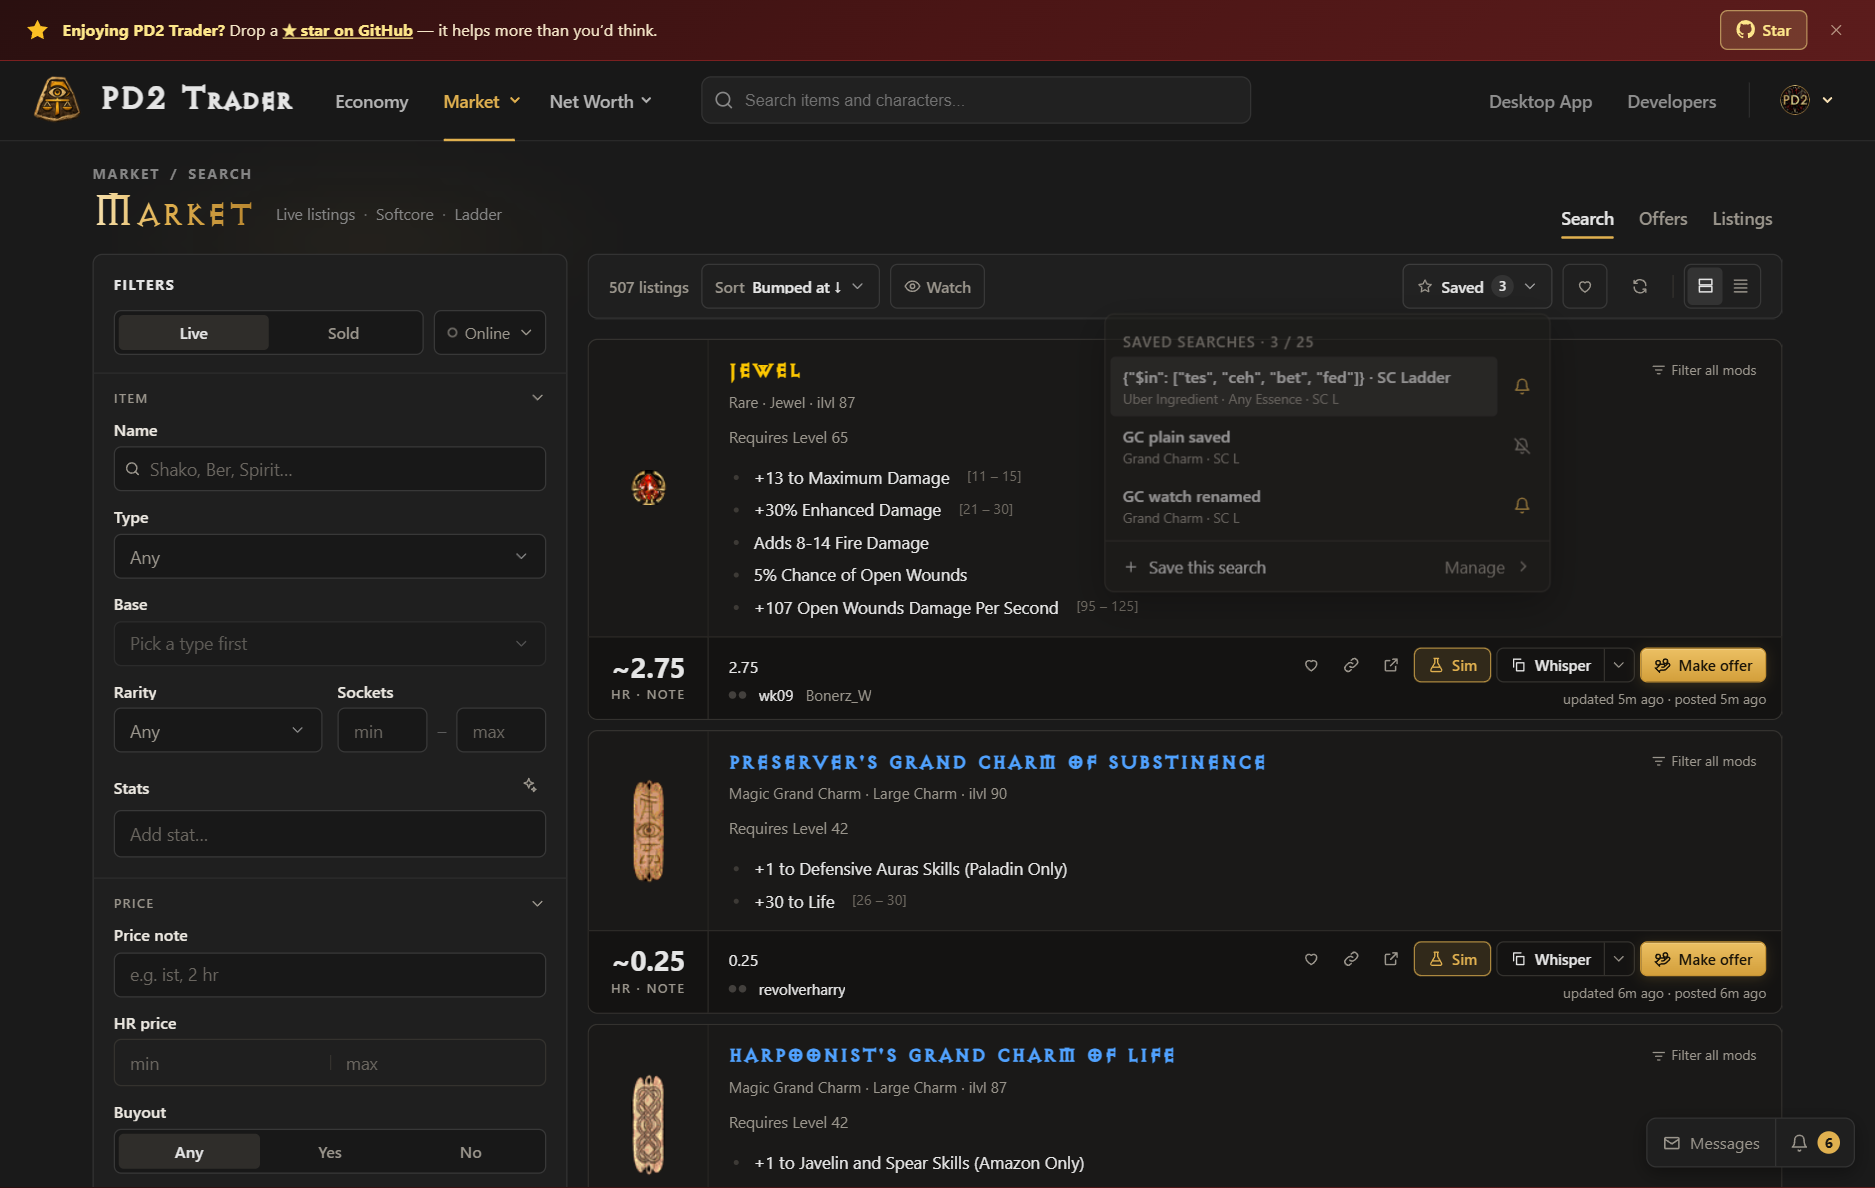 Enjoying PD2 Trader? Drop a ★ star on GitHub — it helps more than you'd think.
Star
PD2 Trader
Economy
Market
Net Worth
Search items and characters...
Desktop App
Developers
PD2
MARKET / SEARCH
Market
Live listings · Softcore · Ladder
Search
Offers
Listings
FILTERS
Live
Sold
Online
ITEM
Name
Shako, Ber, Spirit...
Type
Any
Base
Pick a type first
Rarity
Sockets
Any
min
–
max
Stats
Add stat...
PRICE
Price note
e.g. ist, 2 hr
HR price
min
max
Buyout
Any
Yes
No
507 listings
Sort Bumped at ↓
Watch
Saved 3
SAVED SEARCHES · 3 / 25
{"$in": ["tes", "ceh", "bet", "fed"]} · SC Ladder
Uber Ingredient · Any Essence · SC L
GC plain saved
Grand Charm · SC L
GC watch renamed
Grand Charm · SC L
+ Save this search
Manage
Jewel
Filter all mods
Rare · Jewel · ilvl 87
Requires Level 65
+13 to Maximum Damage [11 – 15]
+30% Enhanced Damage [21 – 30]
Adds 8-14 Fire Damage
5% Chance of Open Wounds
+107 Open Wounds Damage Per Second [95 – 125]
~2.75
HR · NOTE
2.75
wk09 Bonerz_W
Sim
Whisper
Make offer
updated 5m ago · posted 5m ago
Preserver's Grand Charm of Substinence
Filter all mods
Magic Grand Charm · Large Charm · ilvl 90
Requires Level 42
+1 to Defensive Auras Skills (Paladin Only)
+30 to Life [26 – 30]
~0.25
HR · NOTE
0.25
revolverharry
Sim
Whisper
Make offer
updated 6m ago · posted 6m ago
Harpoonist's Grand Charm of Life
Filter all mods
Magic Grand Charm · Large Charm · ilvl 87
Requires Level 42
+1 to Javelin and Spear Skills (Amazon Only)
Messages
6